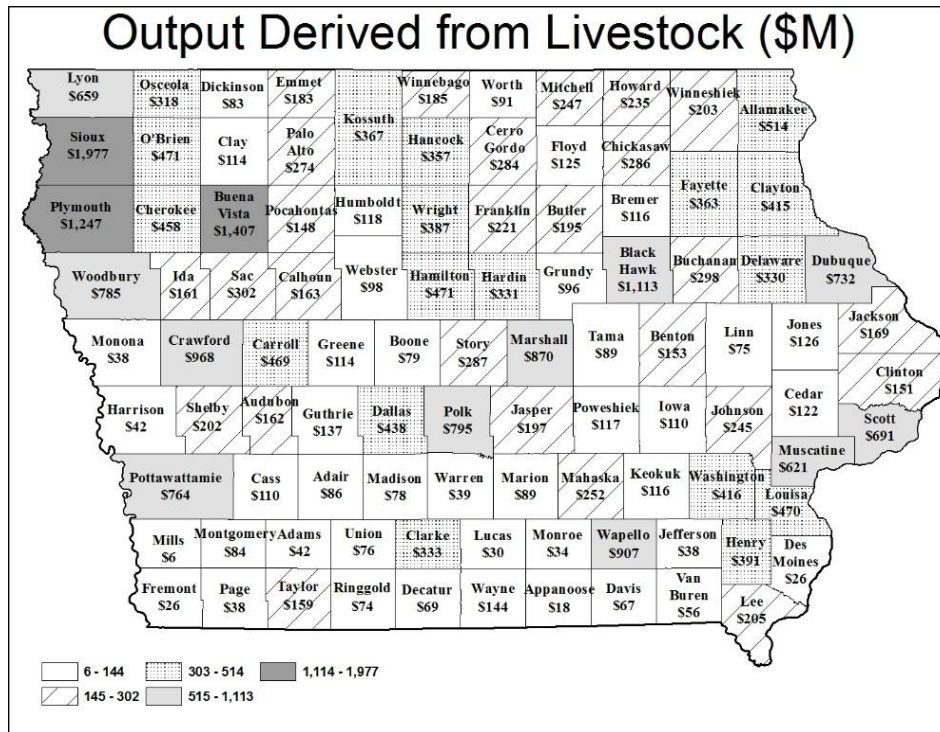 Output Derived from Livestock ($M)
Lyon
$659
Osceola
$318
Dickinson
$83
Emmet
$183
Kossuth
$367
Winnebago
$185
Worth
$91
Mitchell
$247
Howard
$235
Winneshiek
$203
Allamakee
$514
Sioux
$1,977
O'Brien
$471
Clay
$114
Palo
Alto
$274
Hancock
$357
Cerro
Gordo
$284
Floyd
$125
Chickasaw
$286
Fayette
$363
Clayton
$415
Plymouth
$1,247
Cherokee
$458
Buena
Vista
$1,407
Pocahontas
$148
Humboldt
$118
Wright
$387
Franklin
$221
Butler
$195
Bremer
$116
Woodbury
$785
Ida
$161
Sac
$302
Calhoun
$163
Webster
$98
Hamilton
$471
Hardin
$331
Grundy
$96
Black
Hawk
$1,113
Buchanan
$298
Delaware
$330
Dubuque
$732
Monona
$38
Crawford
$968
Carroll
$469
Greene
$114
Boone
$79
Story
$287
Marshall
$870
Tama
$89
Benton
$153
Linn
$75
Jones
$126
Jackson
$169
Clinton
$151
Harrison
$42
Shelby
$202
Audubon
$162
Guthrie
$137
Dallas
$438
Polk
$795
Jasper
$197
Poweshiek
$117
Iowa
$110
Johnson
$245
Cedar
$122
Scott
$691
Muscatine
$621
Pottawattamie
$764
Cass
$110
Adair
$86
Madison
$78
Warren
$39
Marion
$89
Mahaska
$252
Keokuk
$116
Washington
$416
Louisa
$470
Mills
$6
Montgomery
$84
Adams
$42
Union
$76
Clarke
$333
Lucas
$30
Monroe
$34
Wapello
$907
Jefferson
$38
Henry
$391
Des
Moines
$26
Fremont
$26
Page
$38
Taylor
$159
Ringgold
$74
Decatur
$69
Wayne
$144
Appanoose
$18
Davis
$67
Van
Buren
$56
Lee
$205
6 - 144
303 - 514
1,114 - 1,977
145 - 302
515 - 1,113